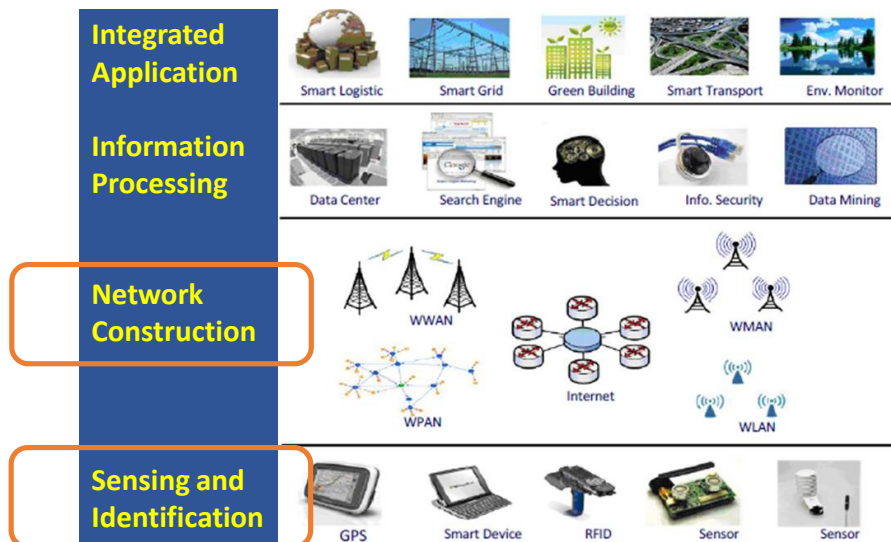 Integrated
Application
Smart Logistic
Smart Grid
Green Building
Smart Transport
Env. Monitor
Information
Processing
Google
Data Center
Search Engine
Smart Decision
Info. Security
Data Mining
Network
Construction
WWAN
WMAN
Internet
WPAN
WLAN
Sensing and
Identification
GPS
Smart Device
RFID
Sensor
Sensor